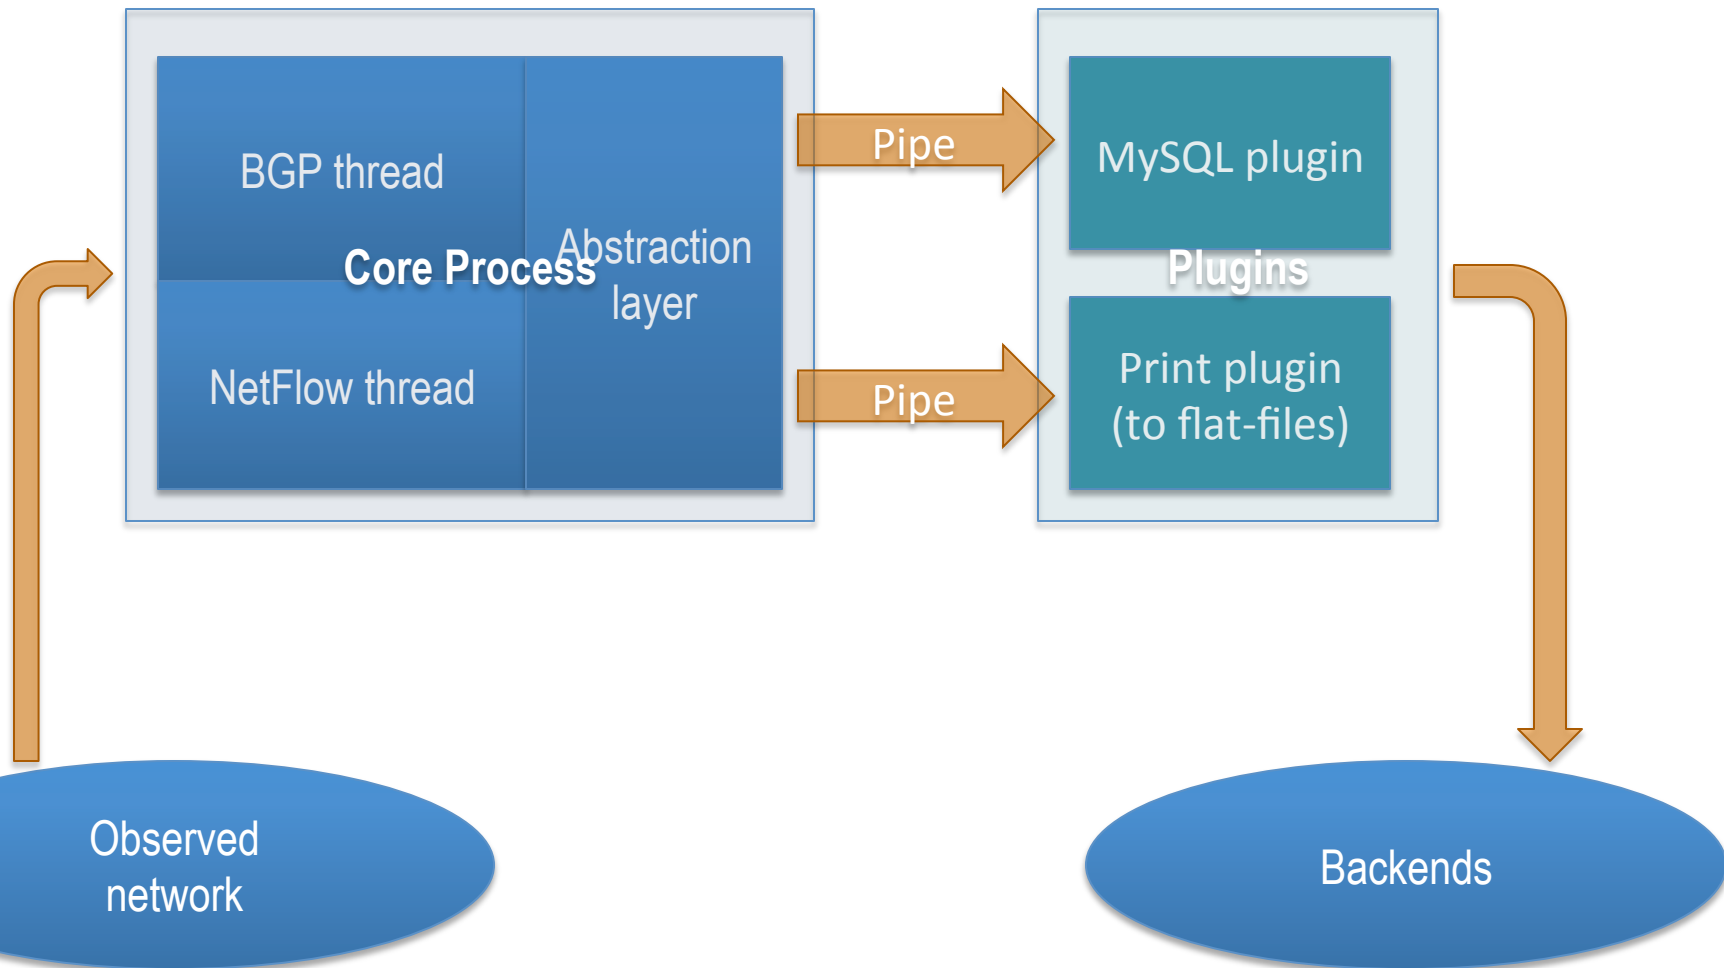 BGP thread
Core Process
Abstraction
layer
NetFlow thread
Pipe
Pipe
MySQL plugin
Plugins
Print plugin
(to flat-files)
Observed
network
Backends